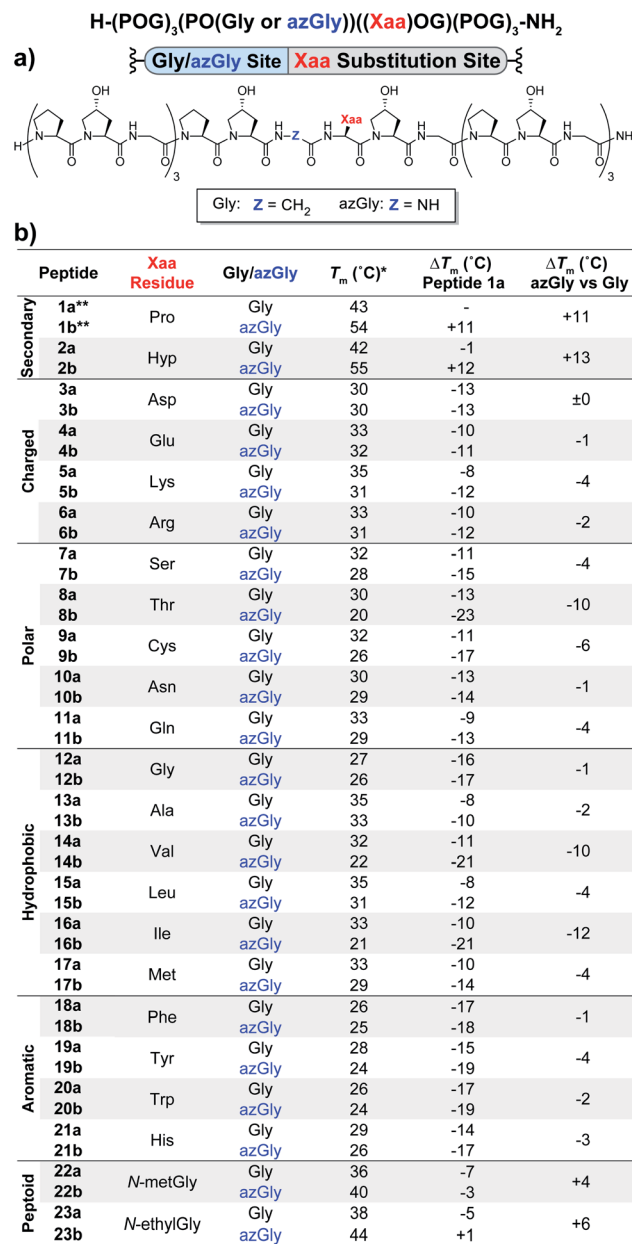 H-(POG)3(PO(Gly or azGly))((Xaa)OG)(POG)3-NH2
a)
Gly/azGly Site Xaa Substitution Site
OH OH Xaa OH OH
H N N HN O O O 3 N N HN Z O O O HN O N O HN O N N HN O O O 3 NH2
Gly: Z = CH2 azGly: Z = NH
b)
Peptide Xaa Residue Gly/azGly Tm (˚C)* ΔTm (˚C) Peptide 1a ΔTm (˚C) azGly vs Gly
Secondary
1a** Pro Gly 43 - +11
1b** azGly 54 +11
2a Hyp Gly 42 -1 +13
2b azGly 55 +12
Charged
3a Asp Gly 30 -13 ±0
3b azGly 30 -13
4a Glu Gly 33 -10 -1
4b azGly 32 -11
5a Lys Gly 35 -8 -4
5b azGly 31 -12
6a Arg Gly 33 -10 -2
6b azGly 31 -12
Polar
7a Ser Gly 32 -11 -4
7b azGly 28 -15
8a Thr Gly 30 -13 -10
8b azGly 20 -23
9a Cys Gly 32 -11 -6
9b azGly 26 -17
10a Asn Gly 30 -13 -1
10b azGly 29 -14
11a Gln Gly 33 -9 -4
11b azGly 29 -13
Hydrophobic
12a Gly Gly 27 -16 -1
12b azGly 26 -17
13a Ala Gly 35 -8 -2
13b azGly 33 -10
14a Val Gly 32 -11 -10
14b azGly 22 -21
15a Leu Gly 35 -8 -4
15b azGly 31 -12
16a Ile Gly 33 -10 -12
16b azGly 21 -21
17a Met Gly 33 -10 -4
17b azGly 29 -14
Aromatic
18a Phe Gly 26 -17 -1
18b azGly 25 -18
19a Tyr Gly 28 -15 -4
19b azGly 24 -19
20a Trp Gly 26 -17 -2
20b azGly 24 -19
21a His Gly 29 -14 -3
21b azGly 26 -17
Peptoid
22a N-metGly Gly 36 -7 +4
22b azGly 40 -3
23a N-ethylGly Gly 38 -5 +6
23b azGly 44 +1